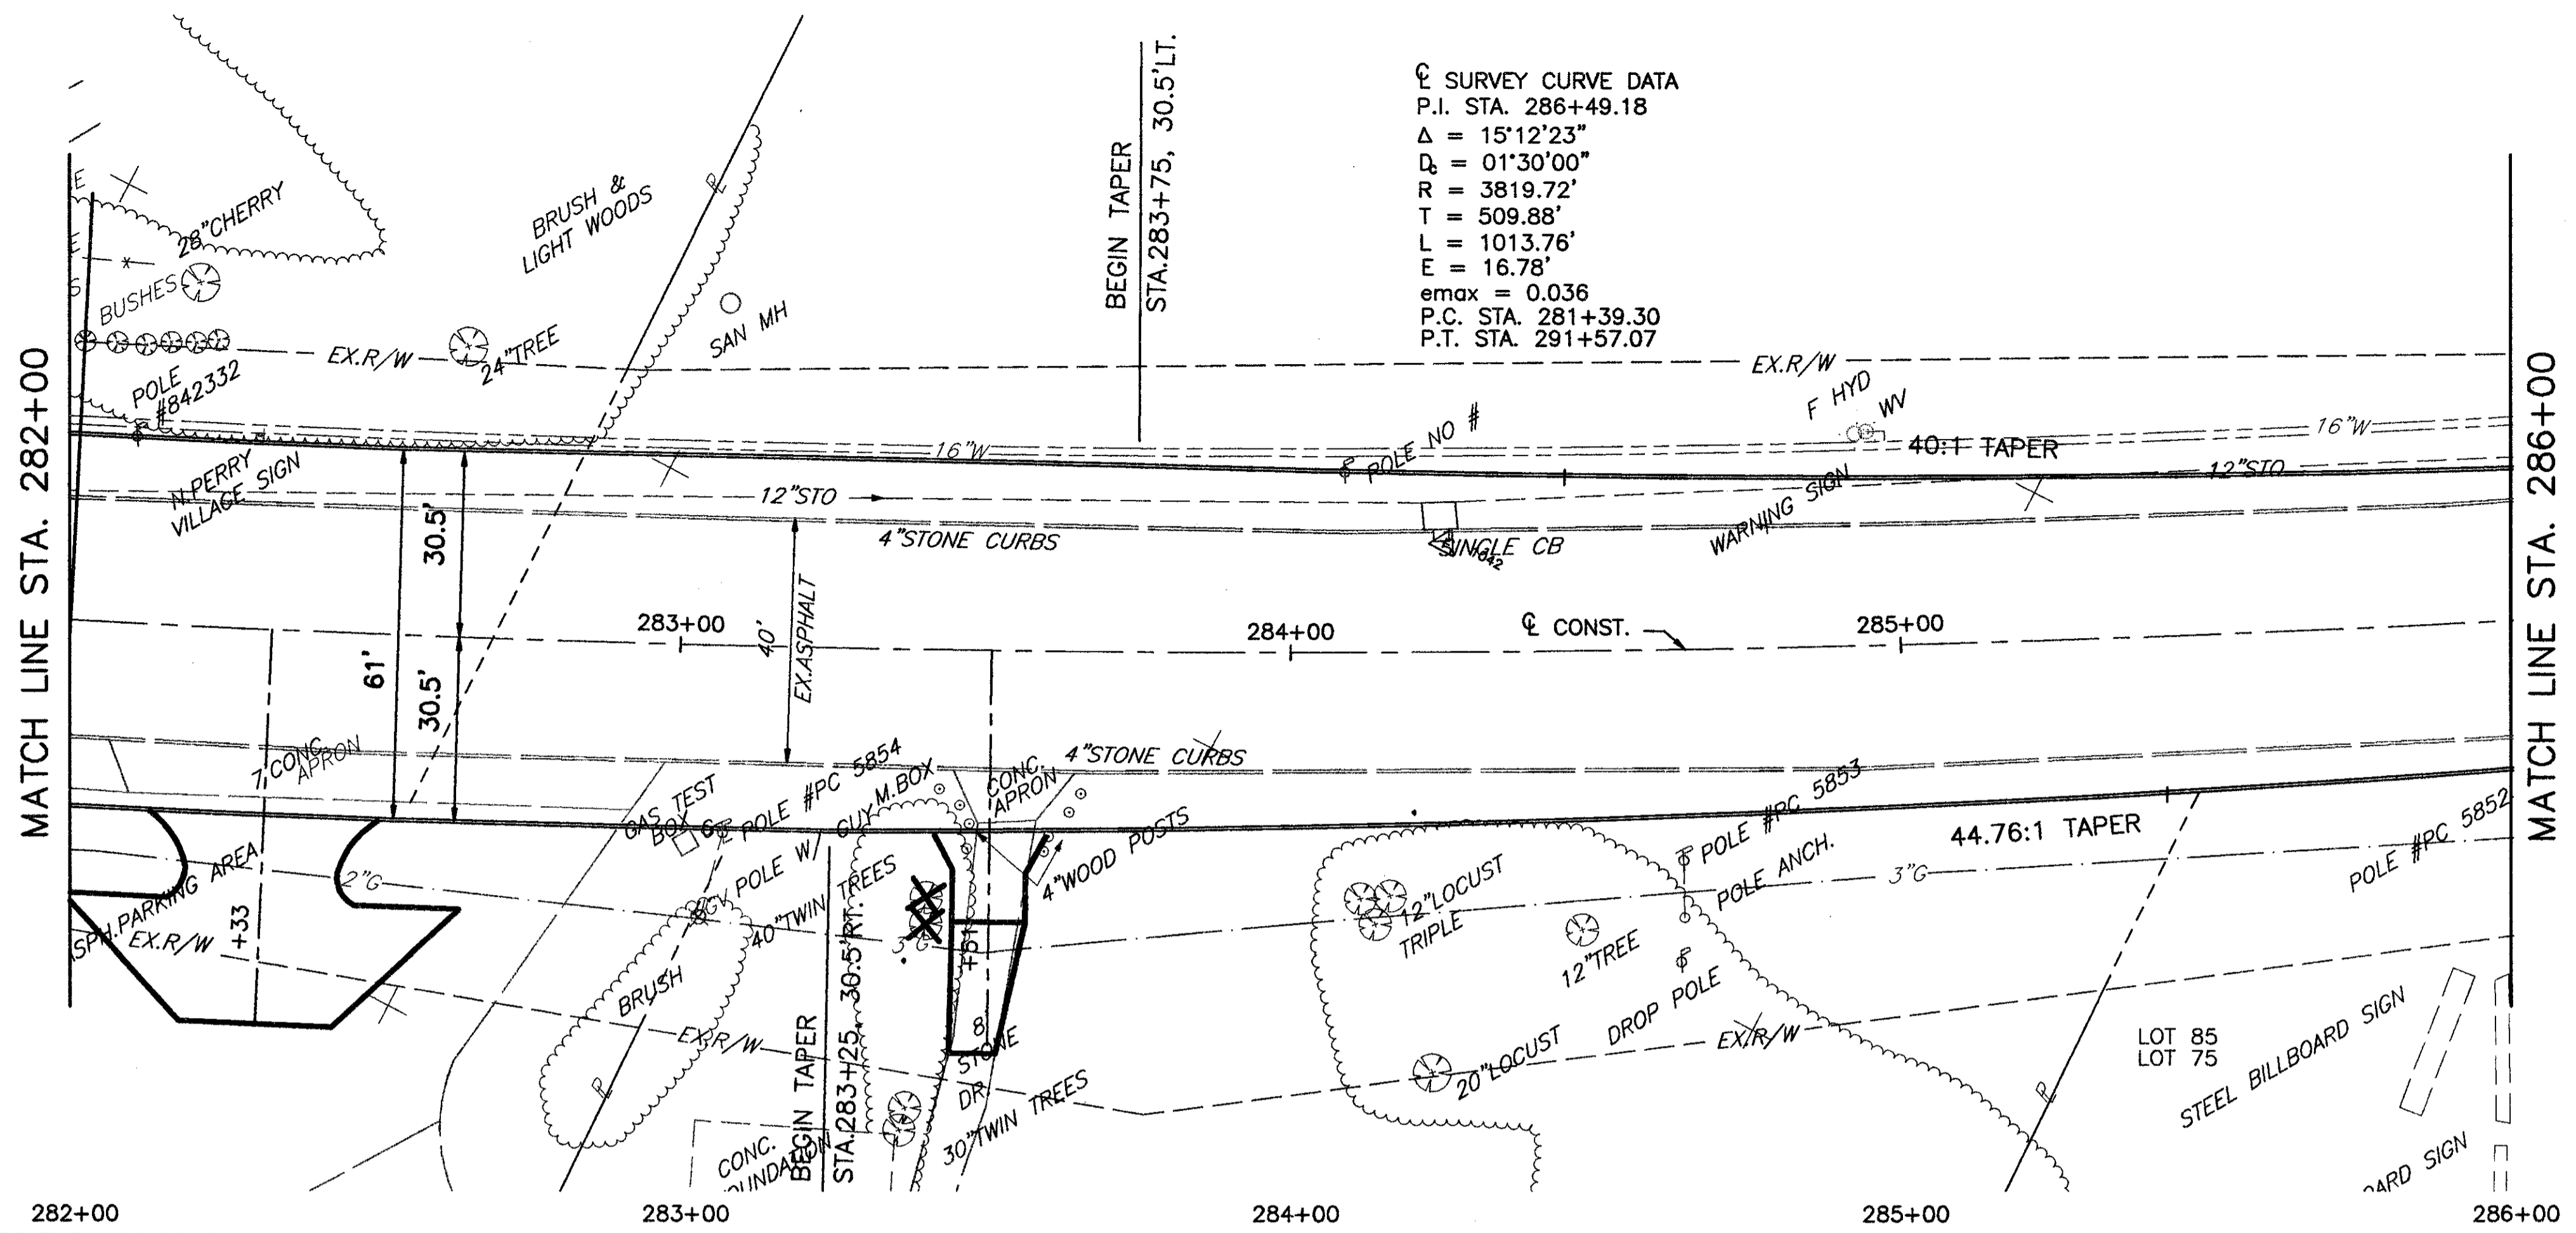 MATCH LINE STA. 282+00
E
28"CHERRY
E
S
BUSHES
BRUSH &
LIGHT WOODS
SAN MH
24"TREE
EX.R/W
POLE
#842332
BEGIN TAPER
STA.283+75, 30.5'LT.
℄ SURVEY CURVE DATA
P.I. STA. 286+49.18
Δ = 15°12'23"
Dc = 01°30'00"
R = 3819.72'
T = 509.88'
L = 1013.76'
E = 16.78'
emax = 0.036
P.C. STA. 281+39.30
P.T. STA. 291+57.07
EX.R/W
F HYD
WV
16"W
40:1 TAPER
16"W
POLE NO #
12"STO
N.PERRY
VILLAGE SIGN
12"STO
30.5'
4"STONE CURBS
SINGLE CB
WARNING SIGN
283+00
284+00
℄ CONST.
285+00
61'
30.5'
40'
EX.ASPHALT
7' CONC.
APRON
4"STONE CURBS
GAS TEST
BOX
G
POLE #PC 5854
M.BOX
CONC.
APRON
GV
POLE W/ GUY
4"WOOD POSTS
POLE #PC 5853
44.76:1 TAPER
POLE #PC 5852
SPH.PARKING AREA
2"G
EX.R/W
+33
40"TWIN TREES
3"G
+51
12"LOCUST
TRIPLE
POLE ANCH.
3"G
12"TREE
DROP POLE
BRUSH
EX.R/W
BEGIN TAPER
STA.283+25, 30.5'RT.
8'
STONE
DR.
30"TWIN TREES
20"LOCUST
EX.R/W
LOT 85
LOT 75
STEEL BILLBOARD SIGN
CONC.
OUNDATION
OARD SIGN
MATCH LINE STA. 286+00
282+00
283+00
284+00
285+00
286+00